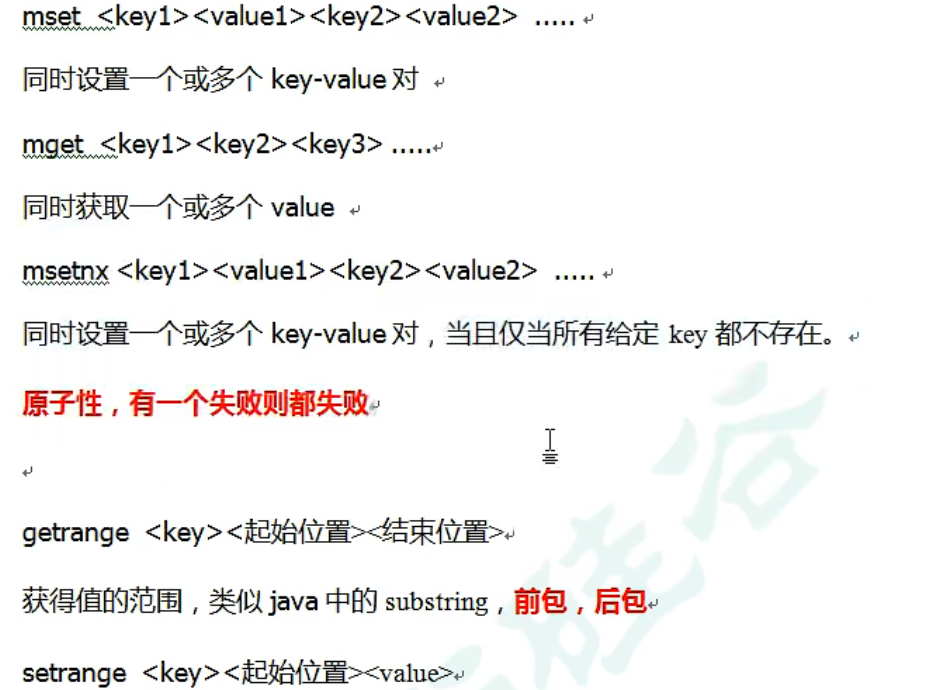 mset <key1><value1><key2><value2> .....
同时设置一个或多个 key-value 对
mget <key1><key2><key3> .....
同时获取一个或多个 value
msetnx <key1><value1><key2><value2> .....
同时设置一个或多个 key-value 对，当且仅当所有给定 key 都不存在。
原子性，有一个失败则都失败
getrange <key><起始位置><结束位置>
获得值的范围，类似 java 中的 substring，前包，后包
setrange <key><起始位置><value>
硅谷